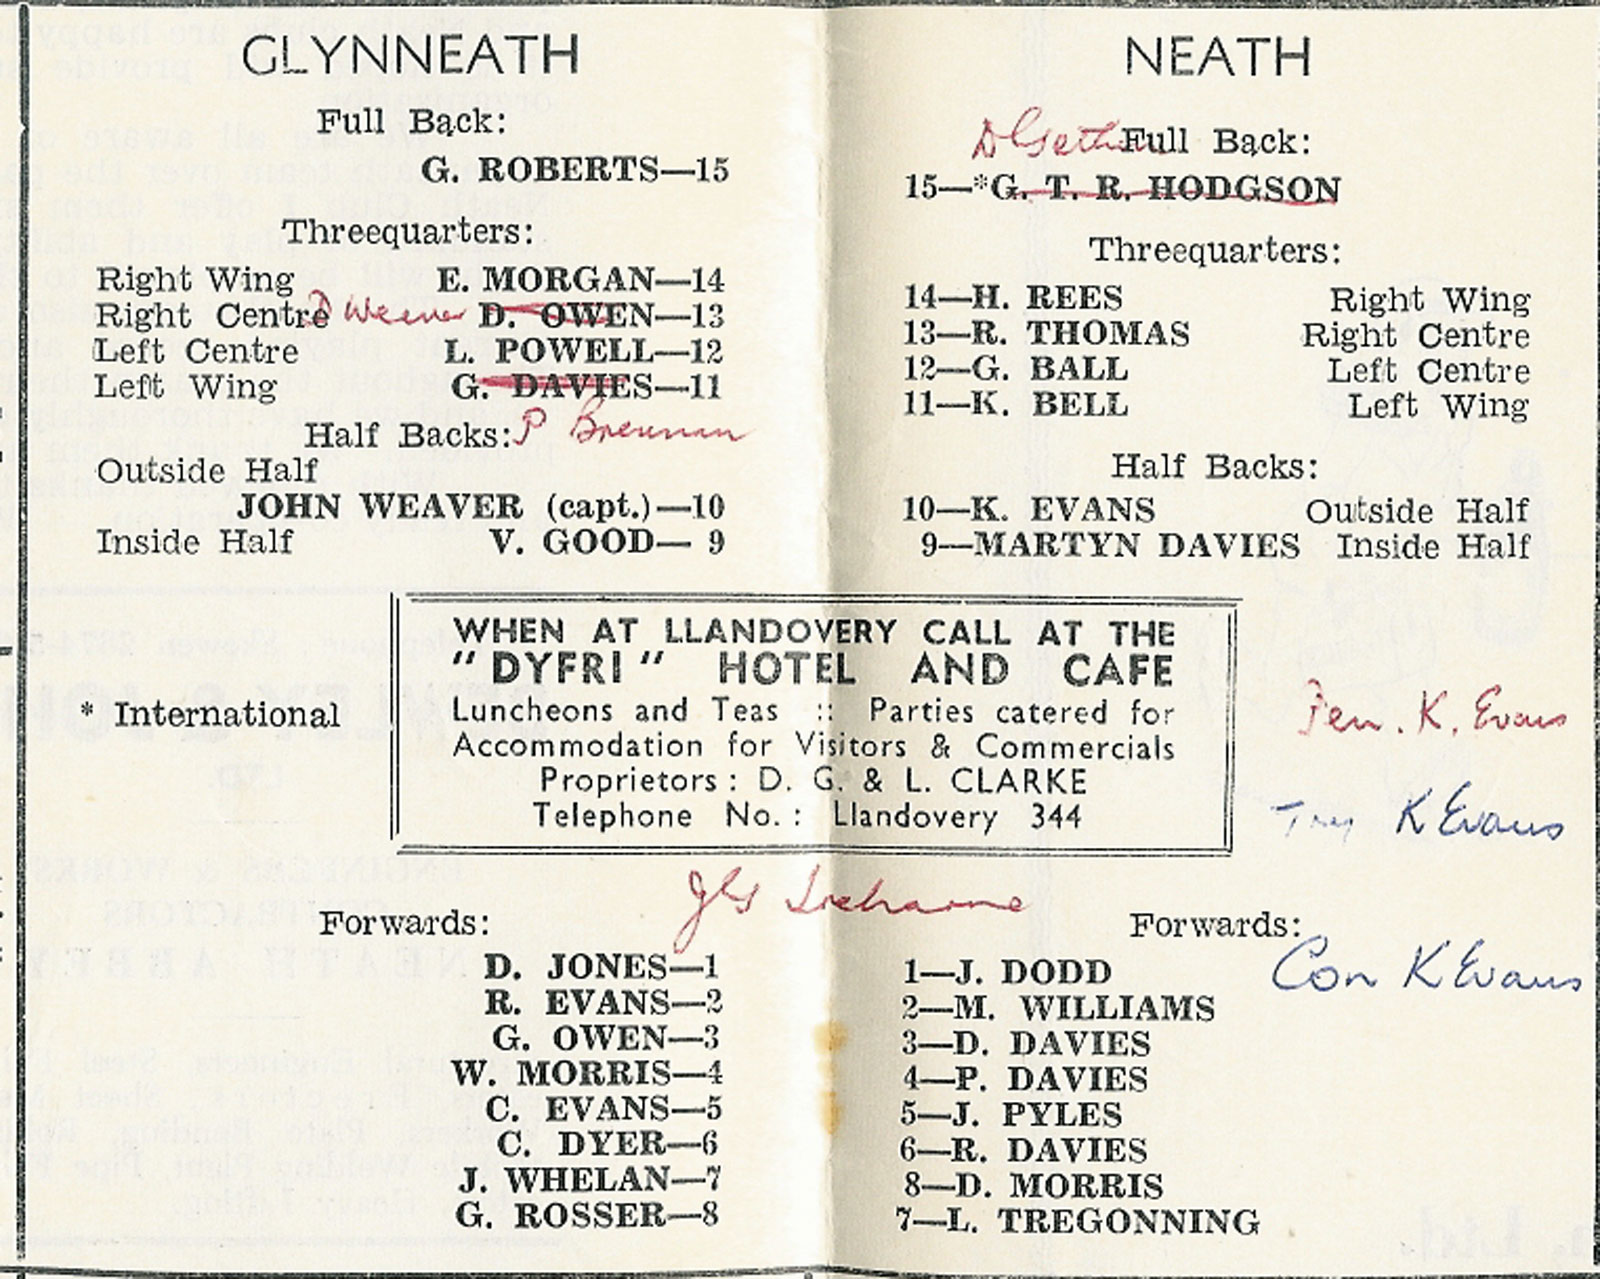 GLYNNEATH
Full Back:
G. ROBERTS—15
Threequarters:
Right Wing E. MORGAN—14
Right Centre D Weaver D. OWEN—13
Left Centre L. POWELL—12
Left Wing G. DAVIES—11
Half Backs: P Brennan
Outside Half
JOHN WEAVER (capt.)—10
Inside Half V. GOOD— 9
NEATH
D Full Back:
15—*G. T. R. HODGSON
Threequarters:
14—H. REES Right Wing
13—R. THOMAS Right Centre
12—G. BALL Left Centre
11—K. BELL Left Wing
Half Backs:
10—K. EVANS Outside Half
9—MARTYN DAVIES Inside Half
* International
WHEN AT LLANDOVERY CALL AT THE
"DYFRI" HOTEL AND CAFE
Luncheons and Teas :: Parties catered for
Accommodation for Visitors & Commercials
Proprietors : D. G. & L. CLARKE
Telephone No. : Llandovery 344
Pen. K. Evans
Try K Evans
Con K Evans
Forwards:
D. JONES—1
R. EVANS—2
G. OWEN—3
W. MORRIS—4
C. EVANS—5
C. DYER—6
J. WHELAN—7
G. ROSSER—8
Forwards:
1—J. DODD
2—M. WILLIAMS
3—D. DAVIES
4—P. DAVIES
5—J. PYLES
6—R. DAVIES
8—D. MORRIS
7—L. TREGONNING